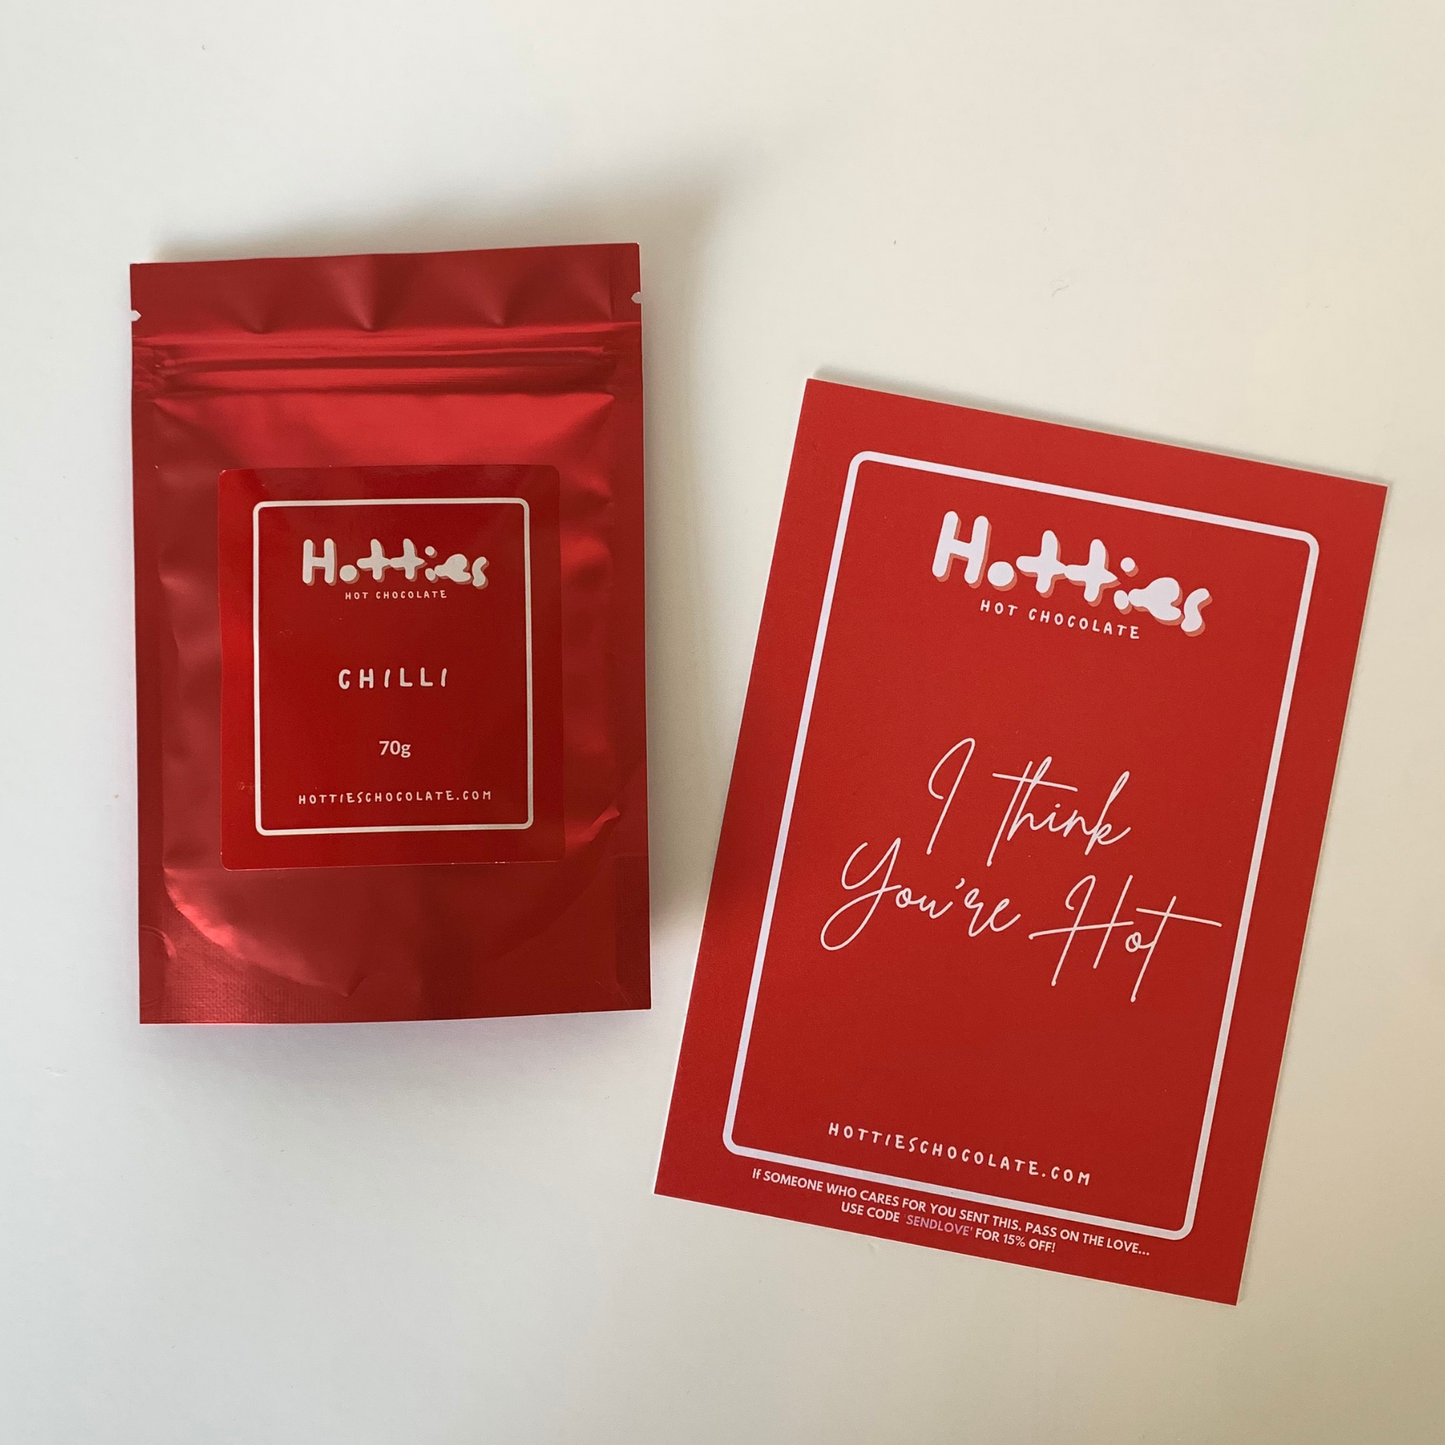 Hotties
HOT CHOCOLATE
CHILLI
70g
HOTTIESCHOCOLATE.COM
Hotties
HOT CHOCOLATE
I Think
You're Hot
HOTTIESCHOCOLATE.COM
If SOMEONE WHO CARES FOR YOU SENT THIS. PASS ON THE LOVE...
USE CODE 'SENDLOVE' FOR 15% OFF!